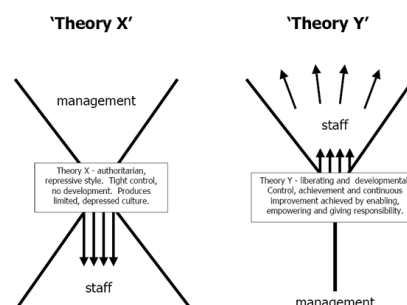 ‘Theory X’
management
Theory X - authoritarian,
repressive style. Tight control,
no development. Produces
limited, depressed culture.
staff
‘Theory Y’
staff
Theory Y - liberating and developmental
Control, achievement and continuous
improvement achieved by enabling,
empowering and giving responsibility.
management